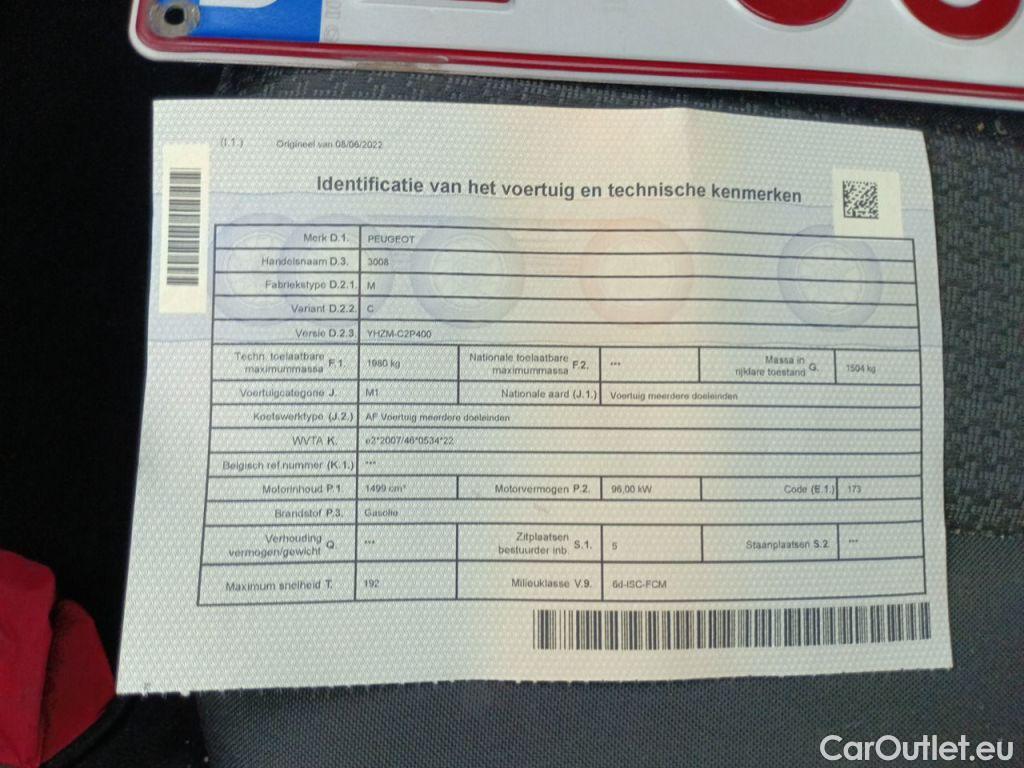 (I.1.) Origineel van 08/06/2022
Identificatie van het voertuig en technische kenmerken
Merk D.1. PEUGEOT
Handelsnaam D.3. 3008
Fabriekstype D.2.1. M
Variant D.2.2. C
Versie D.2.3. YHZM-C2P400
Techn. toelaatbare maximummassa F.1. 1980 kg Nationale toelaatbare maximummassa F.2. *** Massa in rijklare toestand G. 1504 kg
Voertuigcategorie J. M1 Nationale aard (J.1.) Voertuig meerdere doeleinden
Koetswerktype (J.2.) AF Voertuig meerdere doeleinden
WVTA K. e2*2007/46*0534*22
Belgisch ref.nummer (K.1.) ***
Motorinhoud P.1. 1499 cm³ Motorvermogen P.2. 96,00 kW Code (E.1.) 173
Brandstof P.3. Gasolie
Verhouding vermogen/gewicht Q. *** Zitplaatsen bestuurder inb. S.1. 5 Staanplaatsen S.2. ***
Maximum snelheid T. 192 Milieuklasse V.9. 6d-ISC-FCM
CarOutlet.eu